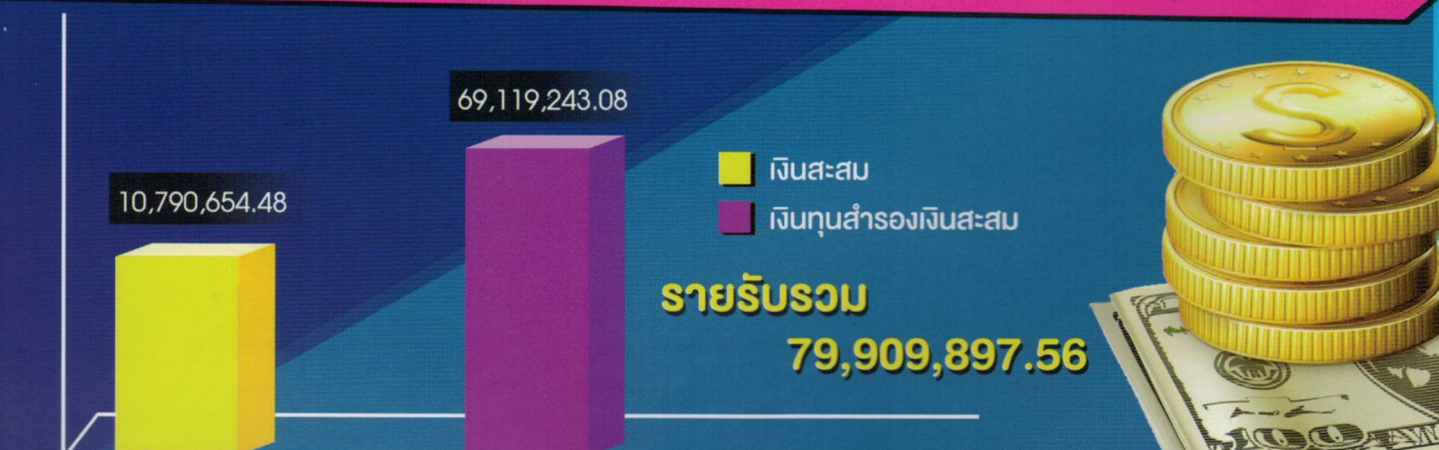 69,119,243.08
10,790,654.48
เงินสะสม
เงินทุนสำรองเงินสะสม
รายรับรวม
79,909,897.56